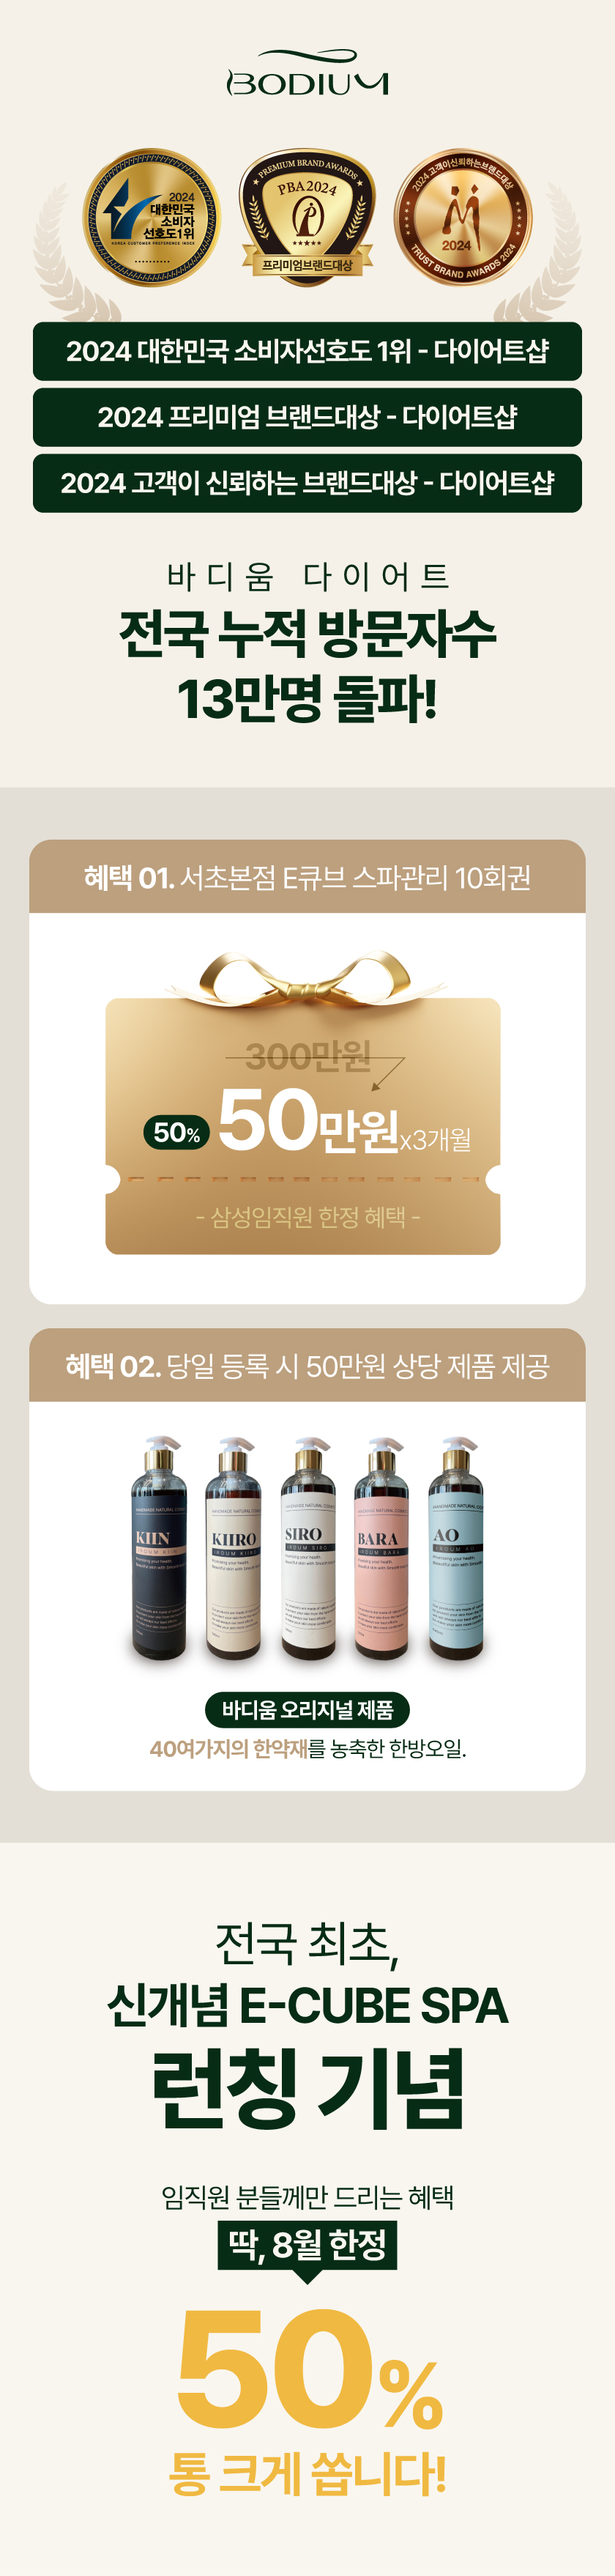 BODIUM
2024
대한민국
소비자
선호도1위
KOREA CUSTOMER PREFERENCE INDEX
PREMIUM BRAND AWARDS
PBA2024
프리미엄브랜드대상
2024 고객이신뢰하는브랜드대상
2024
TRUST BRAND AWARDS 2024
2024 대한민국 소비자선호도 1위 - 다이어트샵
2024 프리미엄 브랜드대상 - 다이어트샵
2024 고객이 신뢰하는 브랜드대상 - 다이어트샵
바디움 다이어트
전국 누적 방문자수
13만명 돌파!
혜택 01. 서초본점 E큐브 스파관리 10회권
300만원
50% 50만원x3개월
- 삼성임직원 한정 혜택 -
혜택 02. 당일 등록 시 50만원 상당 제품 제공
KIIN
KIIRO
SIRO
BARA
AO
바디움 오리지널 제품
40여가지의 한약재를 농축한 한방오일.
전국 최초,
신개념 E-CUBE SPA
런칭 기념
임직원 분들께만 드리는 혜택
딱, 8월 한정
50%
통 크게 쏩니다!